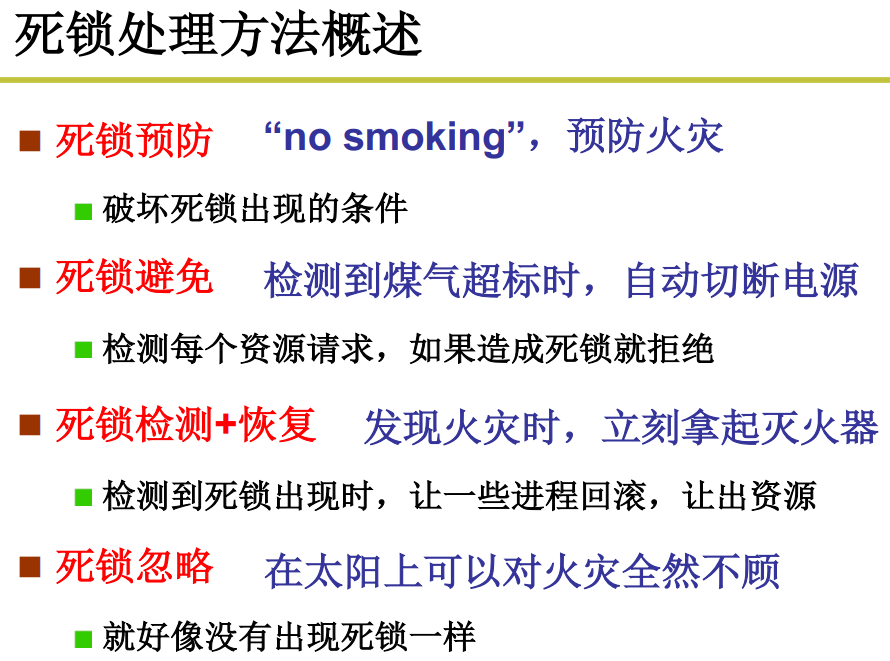 死锁处理方法概述
死锁预防 “no smoking”，预防火灾
破坏死锁出现的条件
死锁避免 检测到煤气超标时，自动切断电源
检测每个资源请求，如果造成死锁就拒绝
死锁检测+恢复 发现火灾时，立刻拿起灭火器
检测到死锁出现时，让一些进程回滚，让出资源
死锁忽略 在太阳上可以对火灾全然不顾
就好像没有出现死锁一样